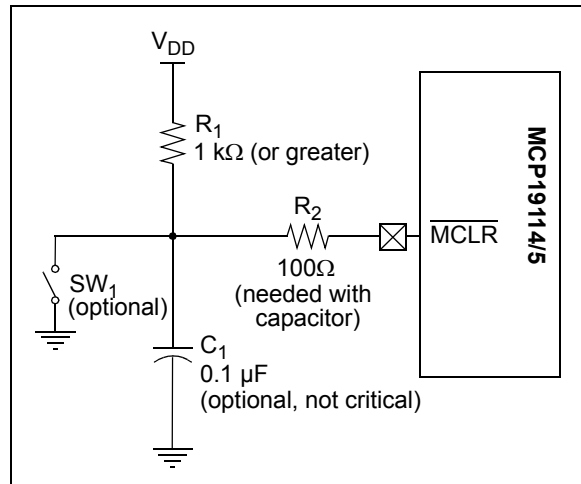 V_DD
R_1
1 kΩ (or greater)
R_2
100Ω
(needed with
capacitor)
MCLR
MCP19114/5
SW_1
(optional)
C_1
0.1 µF
(optional, not critical)